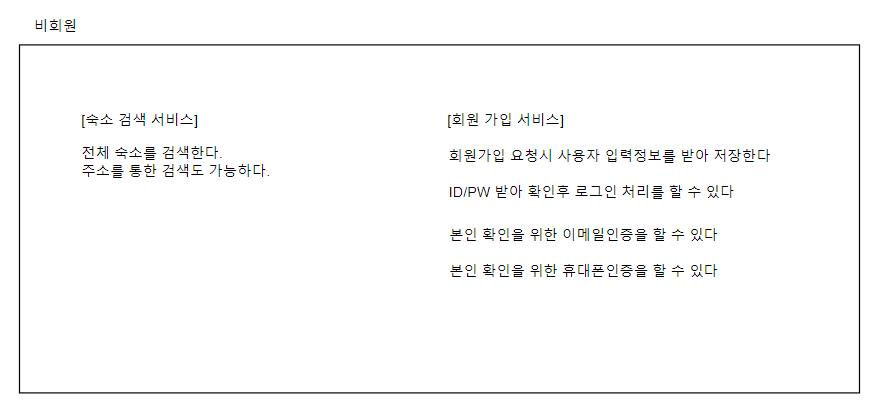 비회원
[숙소 검색 서비스]
전체 숙소를 검색한다.
주소를 통한 검색도 가능하다.
[회원 가입 서비스]
회원가입 요청시 사용자 입력정보를 받아 저장한다
ID/PW 받아 확인후 로그인 처리를 할 수 있다
본인 확인을 위한 이메일인증을 할 수 있다
본인 확인을 위한 휴대폰인증을 할 수 있다